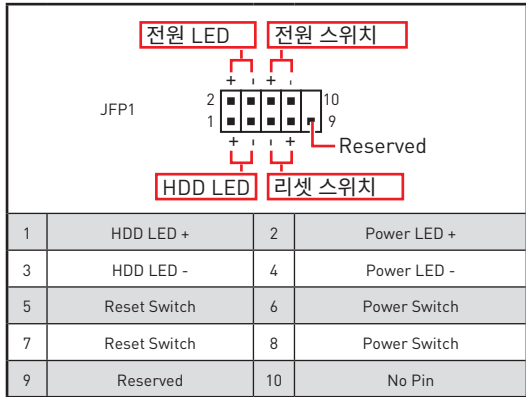 전원 LED 전원 스위치
+ - + -
2 10
JFP1
1 9
+ - - +
Reserved
HDD LED 리셋 스위치
1 HDD LED + 2 Power LED +
3 HDD LED - 4 Power LED -
5 Reset Switch 6 Power Switch
7 Reset Switch 8 Power Switch
9 Reserved 10 No Pin